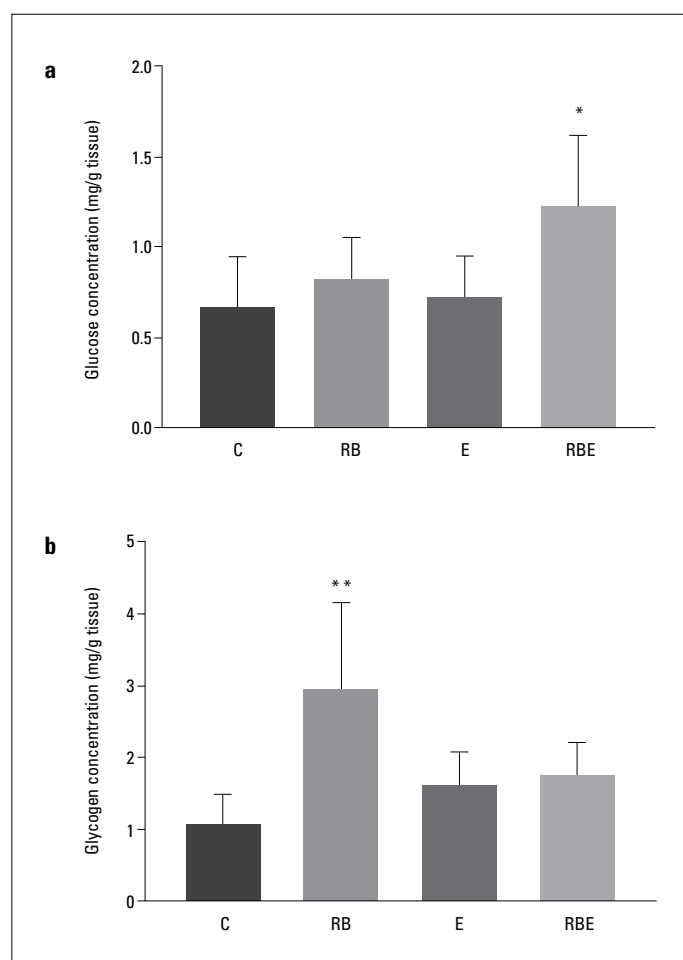 a
Glucose concentration (mg/g tissue)
2.0
1.5
1.0
0.5
0.0
*
C RB E RBE
b
Glycogen concentration (mg/g tissue)
5
4
3
2
1
0
**
C RB E RBE